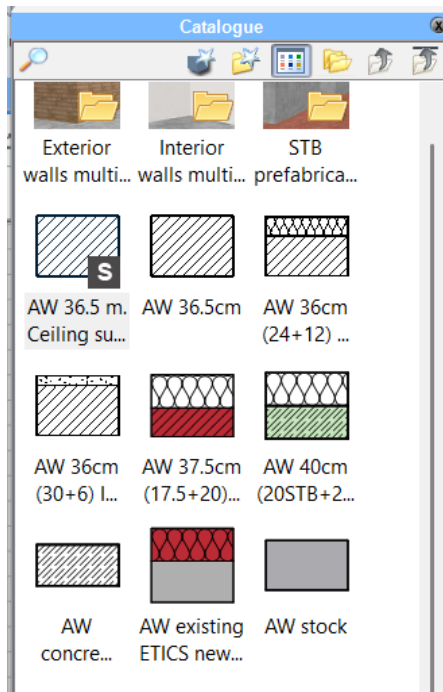 Catalogue
Exterior
walls multi...
Interior
walls multi...
STB
prefabrica...
S
AW 36.5 m.
Ceiling su...
AW 36.5cm
AW 36cm
(24+12) ...
AW 36cm
(30+6) I...
AW 37.5cm
(17.5+20)...
AW 40cm
(20STB+2...
AW
concre...
AW existing
ETICS new...
AW stock